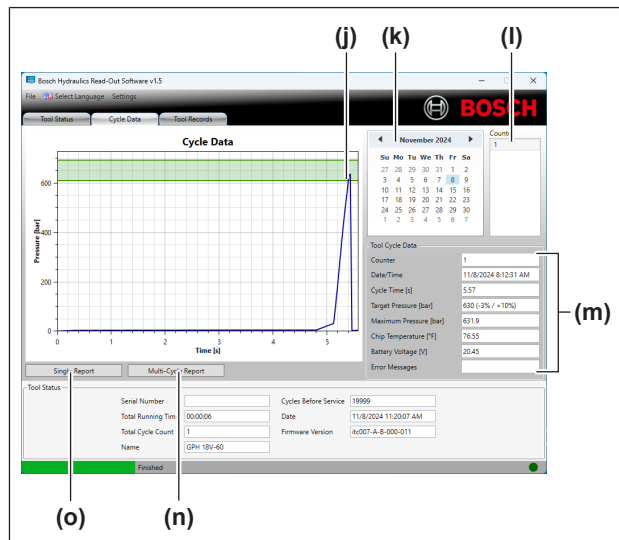 (j)
(k)
(l)
Bosch Hydraulics Read-Out Software v1.5
File Select Language Settings
BOSCH
Tool Status Cycle Data Tool Records
Cycle Data
Pressure [bar]
600
400
200
0
0 1 2 3 4 5
Time [s]
November 2024
Su Mo Tu We Th Fr Sa
27 28 29 30 31 1 2
3 4 5 6 7 8 9
10 11 12 13 14 15 16
17 18 19 20 21 22 23
24 25 26 27 28 29 30
1 2 3 4 5 6 7
1
Tool Cycle Data
Counter 1
Date/Time 11/8/2024 8:12:31 AM
Cycle Time [s] 5.57
Target Pressure [bar] 630 (-3% / +10%)
Maximum Pressure [bar] 631.9
Chip Temperature [°F] 76.55
Battery Voltage [V] 20.45
Error Messages
(m)
Single Report Multi-Cycle Report
Tool Status
Serial Number Cycles Before Service 19999
Total Running Tim 00:00:06 Date 11/8/2024 11:20:07 AM
Total Cycle Count 1 Firmware Version itc007-A-B-000-011
Name GPH 18V-60
Finished
(o)
(n)